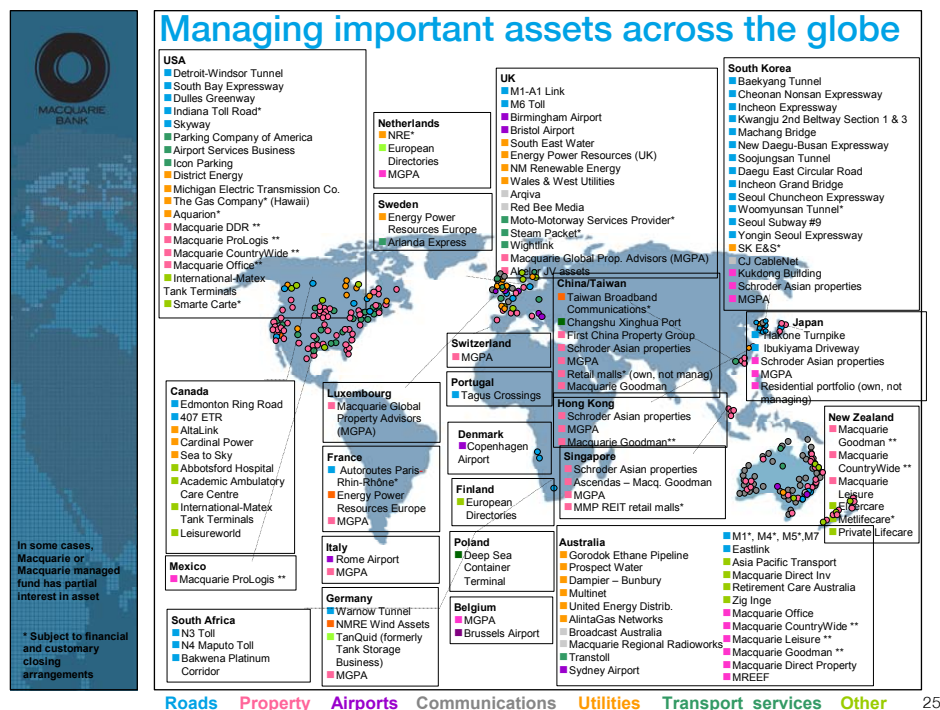 Managing important assets across the globe
MACQUARIE
BANK
In some cases,
Macquarie or
Macquarie managed
fund has partial
interest in asset
* Subject to financial
and customary
closing
arrangements
USA
Detroit-Windsor Tunnel
South Bay Expressway
Dulles Greenway
Indiana Toll Road*
Skyway
Parking Company of America
Airport Services Business
Icon Parking
District Energy
Michigan Electric Transmission Co.
The Gas Company* (Hawaii)
Aquarion*
Macquarie DDR **
Macquarie ProLogis **
Macquarie CountryWide **
Macquarie Office**
International-Matex
Tank Terminals
Smarte Carte*
Netherlands
NRE*
European
Directories
MGPA
Sweden
Energy Power
Resources Europe
Arlanda Express
UK
M1-A1 Link
M6 Toll
Birmingham Airport
Bristol Airport
South East Water
Energy Power Resources (UK)
NM Renewable Energy
Wales & West Utilities
Arqiva
Red Bee Media
Moto-Motorway Services Provider*
Steam Packet*
Wightlink
Macquarie Global Prop. Advisors (MGPA)
Akeler JV assets
South Korea
Baekyang Tunnel
Cheonan Nonsan Expressway
Incheon Expressway
Kwangju 2nd Beltway Section 1 & 3
Machang Bridge
New Daegu-Busan Expressway
Soojungsan Tunnel
Daegu East Circular Road
Incheon Grand Bridge
Seoul Chuncheon Expressway
Woomyunsan Tunnel*
Seoul Subway #9
Yongin Seoul Expressway
SK E&S*
CJ CableNet
Kukdong Building
Schroder Asian properties
MGPA
China/Taiwan
Taiwan Broadband
Communications*
Changshu Xinghua Port
First China Property Group
Schroder Asian properties
MGPA
Retail malls* (own, not manag)
Macquarie Goodman
Japan
Hakone Turnpike
Ibukiyama Driveway
Schroder Asian properties
MGPA
Residential portfolio (own, not
managing)
Switzerland
MGPA
Portugal
Tagus Crossings
Hong Kong
Schroder Asian properties
MGPA
Macquarie Goodman**
Canada
Edmonton Ring Road
407 ETR
AltaLink
Cardinal Power
Sea to Sky
Abbotsford Hospital
Academic Ambulatory
Care Centre
International-Matex
Tank Terminals
Leisureworld
Luxembourg
Macquarie Global
Property Advisors
(MGPA)
Denmark
Copenhagen
Airport
Singapore
Schroder Asian properties
Ascendas – Macq. Goodman
MGPA
MMP REIT retail malls*
New Zealand
Macquarie
Goodman **
Macquarie
CountryWide **
Macquarie
Leisure
Eldercare
Metlifecare*
Private Lifecare
France
Autoroutes Paris-
Rhin-Rhône*
Energy Power
Resources Europe
MGPA
Finland
European
Directories
Mexico
Macquarie ProLogis **
Italy
Rome Airport
MGPA
Poland
Deep Sea
Container
Terminal
Australia
Gorodok Ethane Pipeline
Prospect Water
Dampier – Bunbury
Multinet
United Energy Distrib.
AlintaGas Networks
Broadcast Australia
Macquarie Regional Radioworks
Transtoll
Sydney Airport
M1*, M4*, M5*,M7
Eastlink
Asia Pacific Transport
Macquarie Direct Inv
Retirement Care Australia
Zig Inge
Macquarie Office
Macquarie CountryWide **
Macquarie Leisure **
Macquarie Goodman **
Macquarie Direct Property
MREEF
South Africa
N3 Toll
N4 Maputo Toll
Bakwena Platinum
Corridor
Germany
Warnow Tunnel
NMRE Wind Assets
TanQuid (formerly
Tank Storage
Business)
MGPA
Belgium
MGPA
Brussels Airport
Roads Property Airports Communications Utilities Transport services Other 25